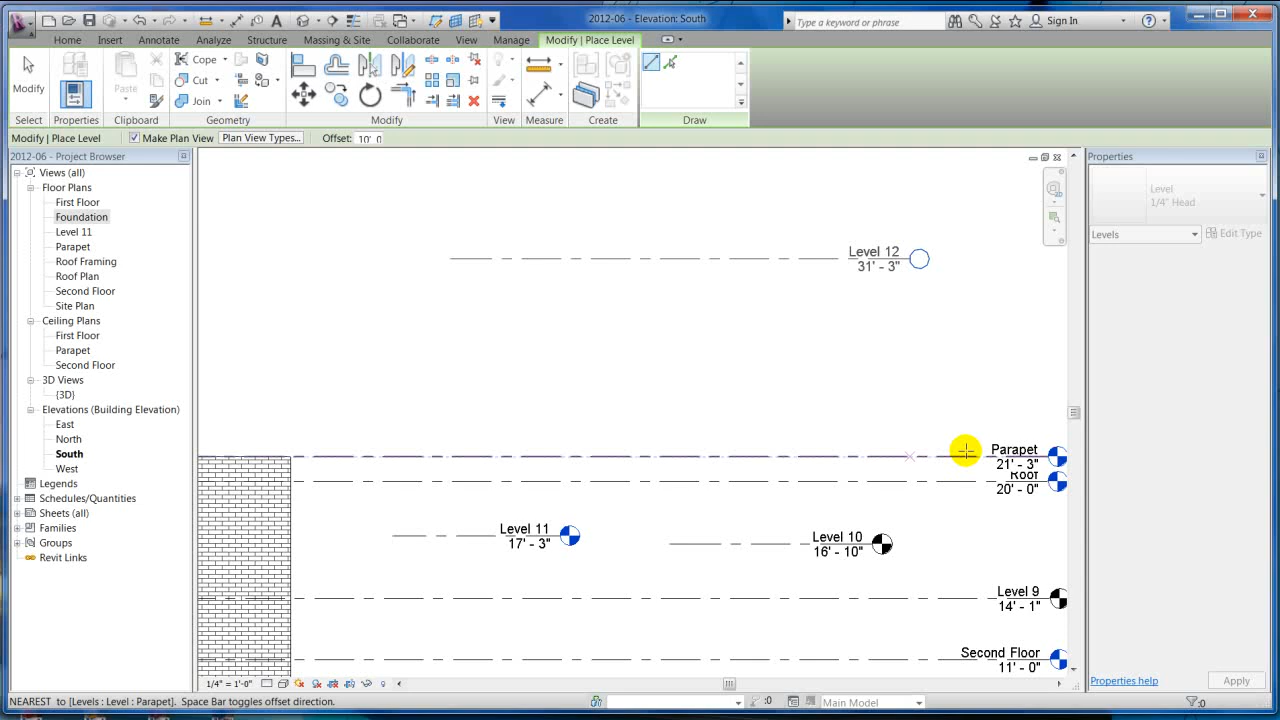 2012-06 - Elevation: South
Type a keyword or phrase
Sign In
Home Insert Annotate Analyze Structure Massing & Site Collaborate View Manage Modify | Place Level
Modify
Paste
Cope
Cut
Join
Select Properties Clipboard Geometry Modify View Measure Create Draw
Modify | Place Level Make Plan View Plan View Types... Offset: 10' 0
2012-06 - Project Browser
Views (all)
Floor Plans
First Floor
Foundation
Level 11
Parapet
Roof Framing
Roof Plan
Second Floor
Site Plan
Ceiling Plans
First Floor
Parapet
Second Floor
3D Views
{3D}
Elevations (Building Elevation)
East
North
South
West
Legends
Schedules/Quantities
Sheets (all)
Families
Groups
Revit Links
Level 12
31' - 3"
Parapet
21' - 3"
Roof
20' - 0"
Level 11
17' - 3"
Level 10
16' - 10"
Level 9
14' - 1"
Second Floor
11' - 0"
Properties
Level
1/4" Head
Levels
Edit Type
Properties help
Apply
1/4" = 1'-0"
NEAREST to [Levels : Level : Parapet]. Space Bar toggles offset direction.
:0
Main Model
:0